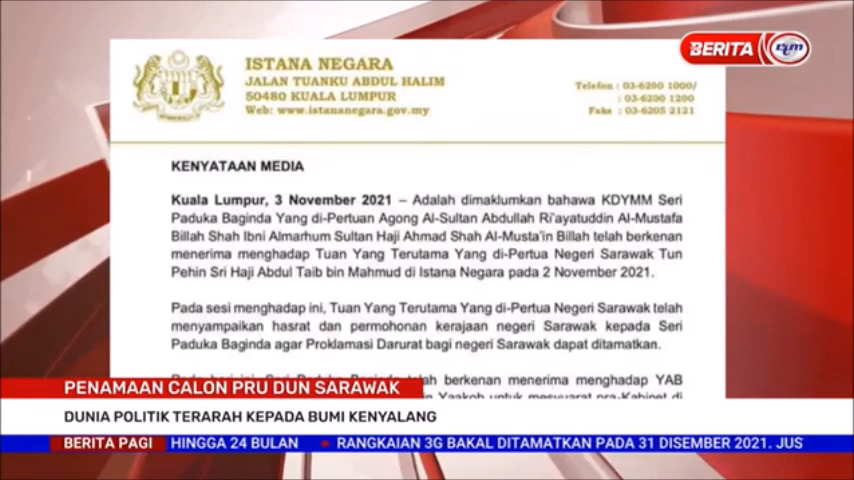 BERITA rtm
ISTANA NEGARA
JALAN TUANKU ABDUL HALIM
50480 KUALA LUMPUR
Web: www.istananegara.gov.my
Telefon : 03-6200 1000/
: 03-6200 1200
Faks : 03-6205 2121
KENYATAAN MEDIA
Kuala Lumpur, 3 November 2021 – Adalah dimaklumkan bahawa KDYMM Seri
Paduka Baginda Yang di-Pertuan Agong Al-Sultan Abdullah Ri'ayatuddin Al-Mustafa
Billah Shah Ibni Almarhum Sultan Haji Ahmad Shah Al-Musta'in Billah telah berkenan
menerima menghadap Tuan Yang Terutama Yang di-Pertua Negeri Sarawak Tun
Pehin Sri Haji Abdul Taib bin Mahmud di Istana Negara pada 2 November 2021.
Pada sesi menghadap ini, Tuan Yang Terutama Yang di-Pertua Negeri Sarawak telah
menyampaikan hasrat dan permohonan kerajaan negeri Sarawak kepada Seri
Paduka Baginda agar Proklamasi Darurat bagi negeri Sarawak dapat ditamatkan.
telah berkenan menerima menghadap YAB
Yaakob untuk mesyuarat pra-Kabinet di
PENAMAAN CALON PRU DUN SARAWAK
DUNIA POLITIK TERARAH KEPADA BUMI KENYALANG
BERITA PAGI HINGGA 24 BULAN » RANGKAIAN 3G BAKAL DITAMATKAN PADA 31 DISEMBER 2021. JUS